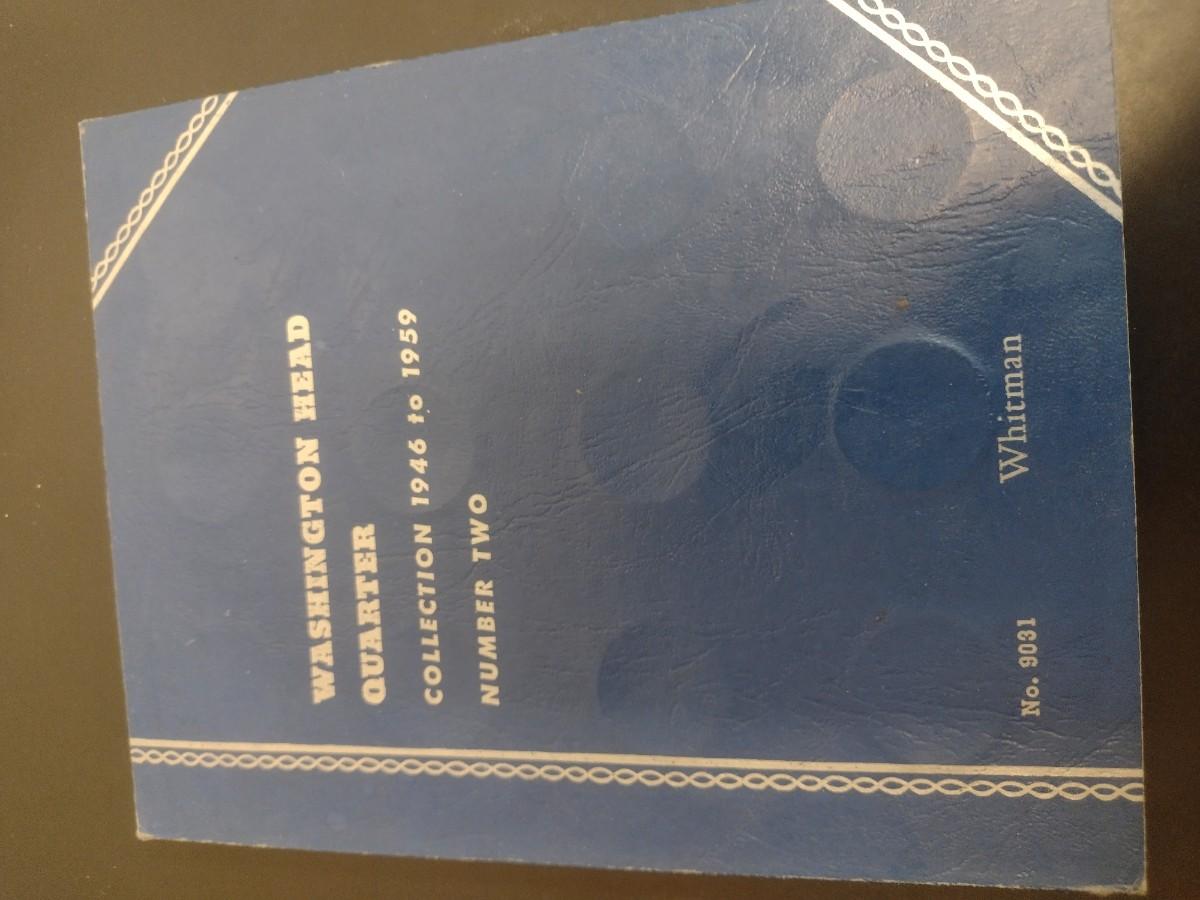 WASHINGTON HEAD
QUARTER
COLLECTION 1946 to 1959
NUMBER TWO
No. 9031
Whitman